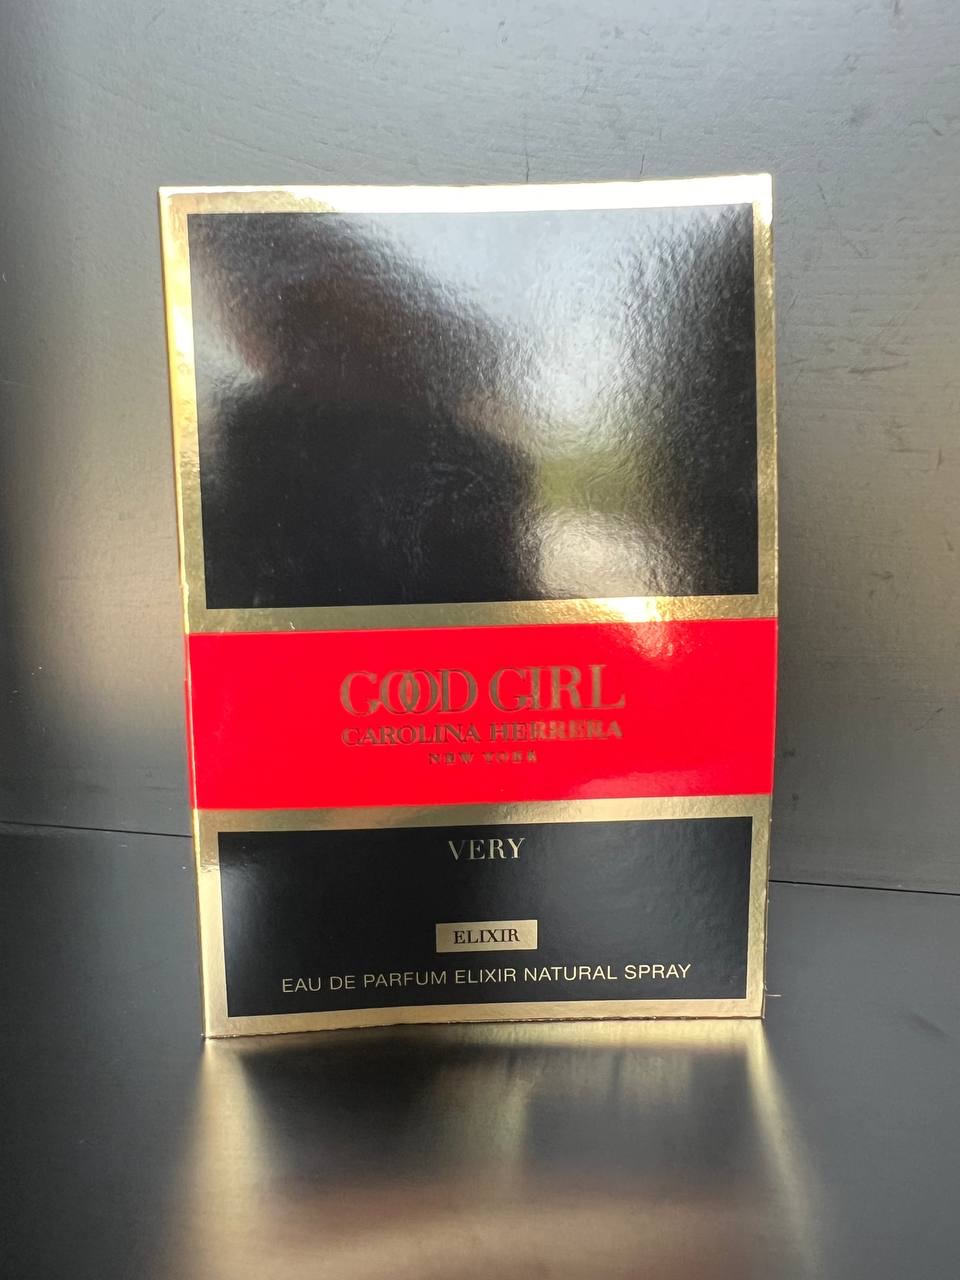 GOOD GIRL
CAROLINA HERRERA
NEW YORK
VERY
ELIXIR
EAU DE PARFUM ELIXIR NATURAL SPRAY